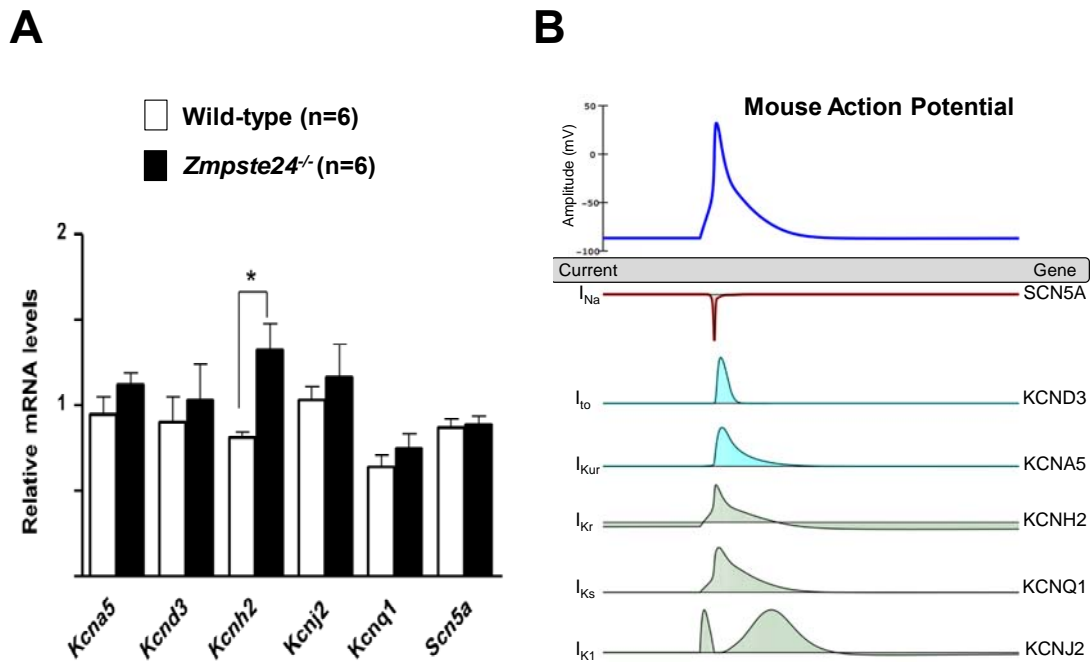 A
Wild-type (n=6)
Zmpste24-/- (n=6)
2
*
1
Relative mRNA levels
Kcna5
Kcnd3
Kcnh2
Kcnj2
Kcnq1
Scn5a
B
Mouse Action Potential
50
0
-50
-100
Amplitude (mV)
Current Gene
INa SCN5A
Ito KCND3
IKur KCNA5
IKr KCNH2
IKs KCNQ1
IK1 KCNJ2